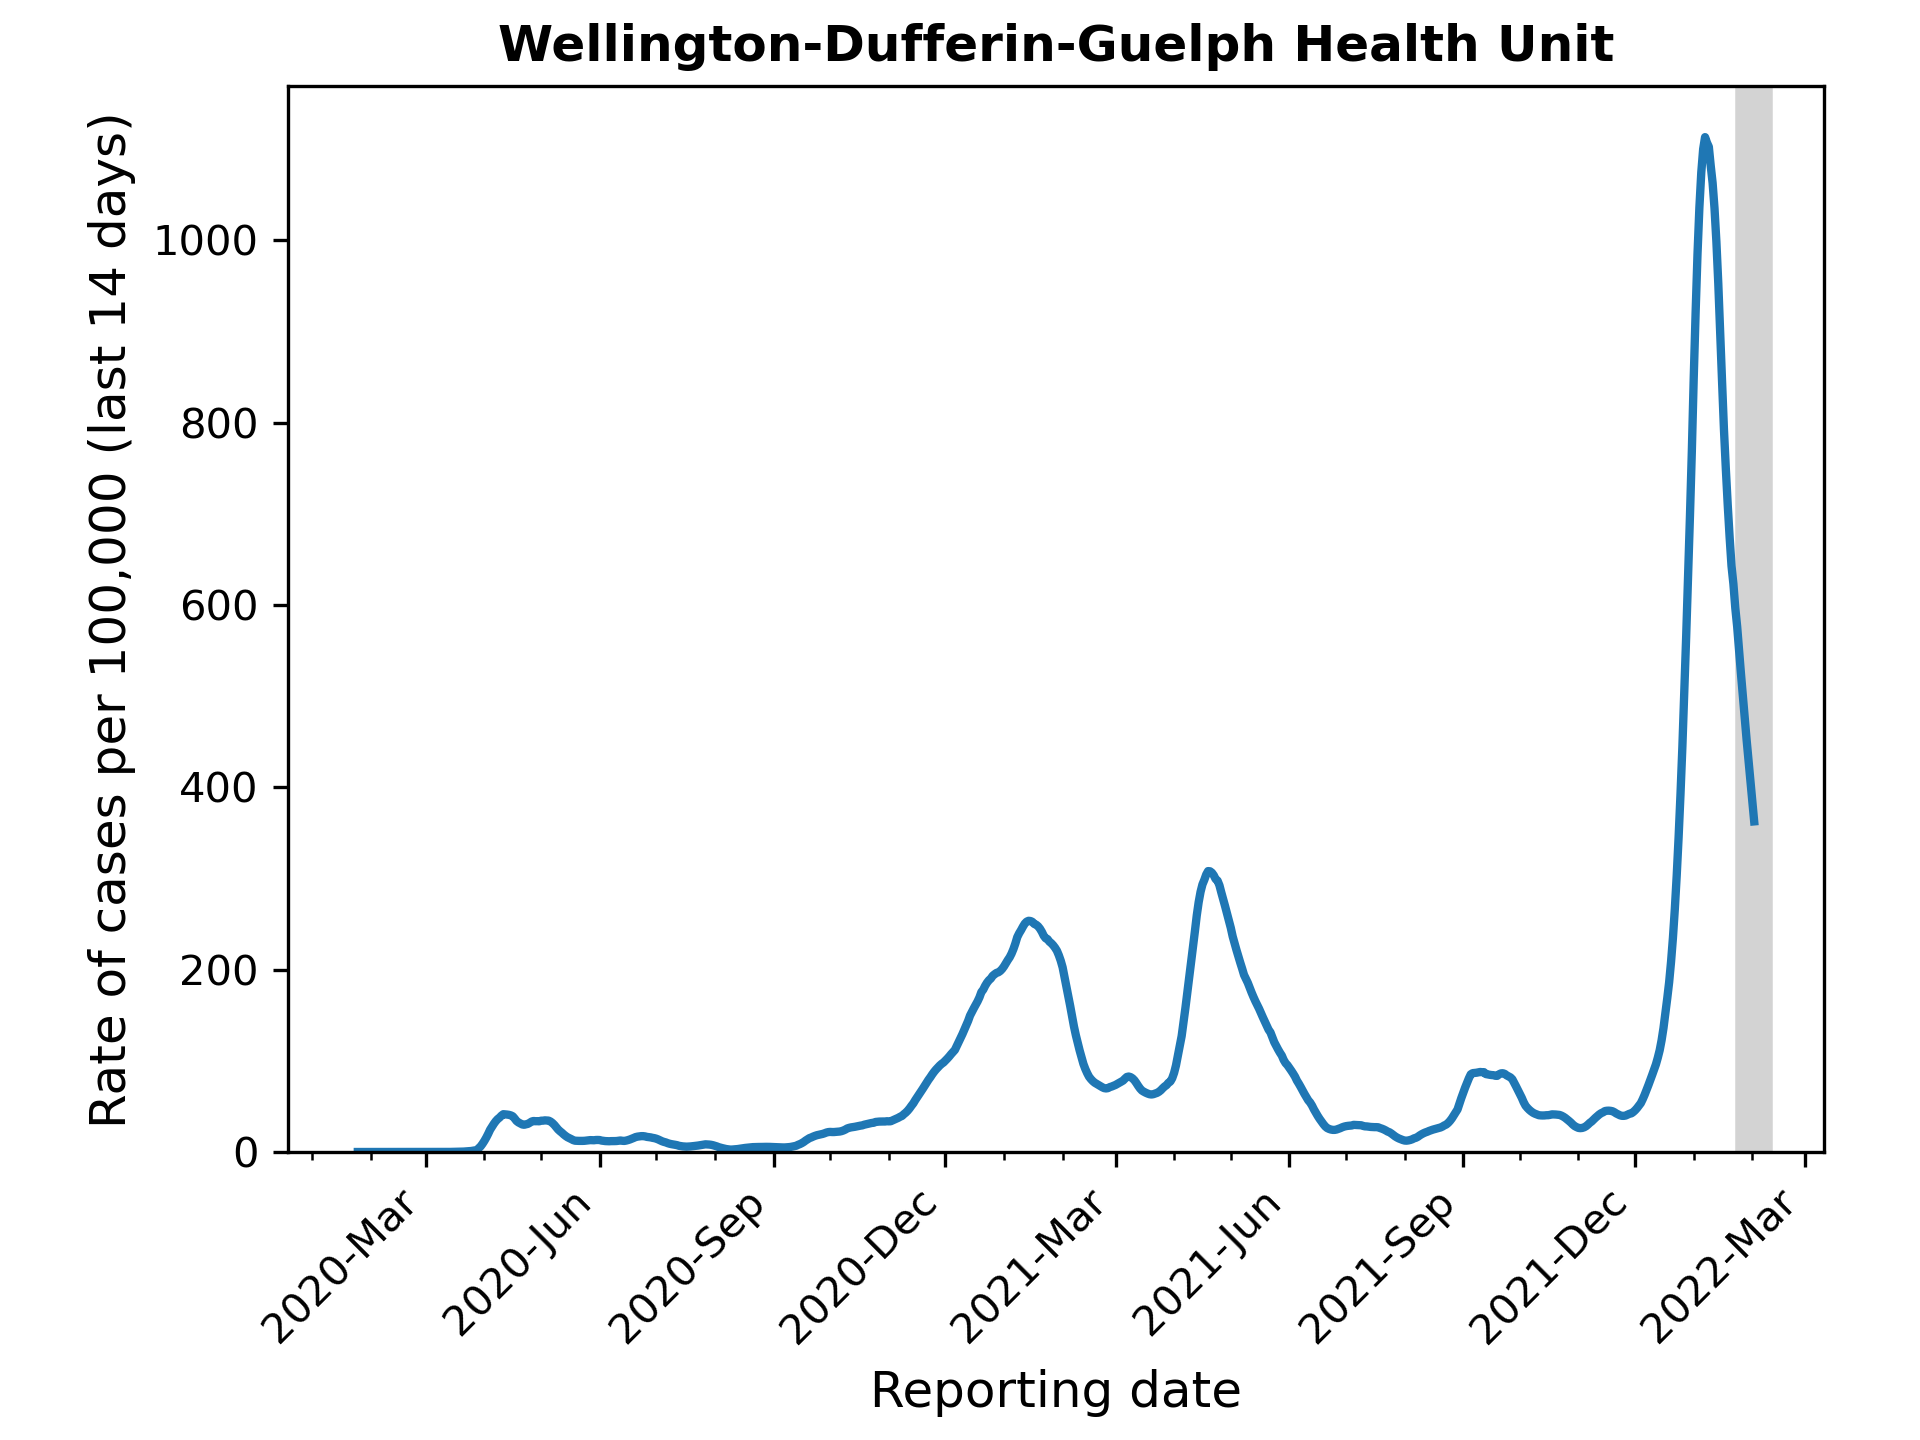 Wellington-Dufferin-Guelph Health Unit
Rate of cases per 100,000 (last 14 days)
1000
800
600
400
200
0
2020-Mar
2020-Jun
2020-Sep
2020-Dec
2021-Mar
2021-Jun
2021-Sep
2021-Dec
2022-Mar
Reporting date